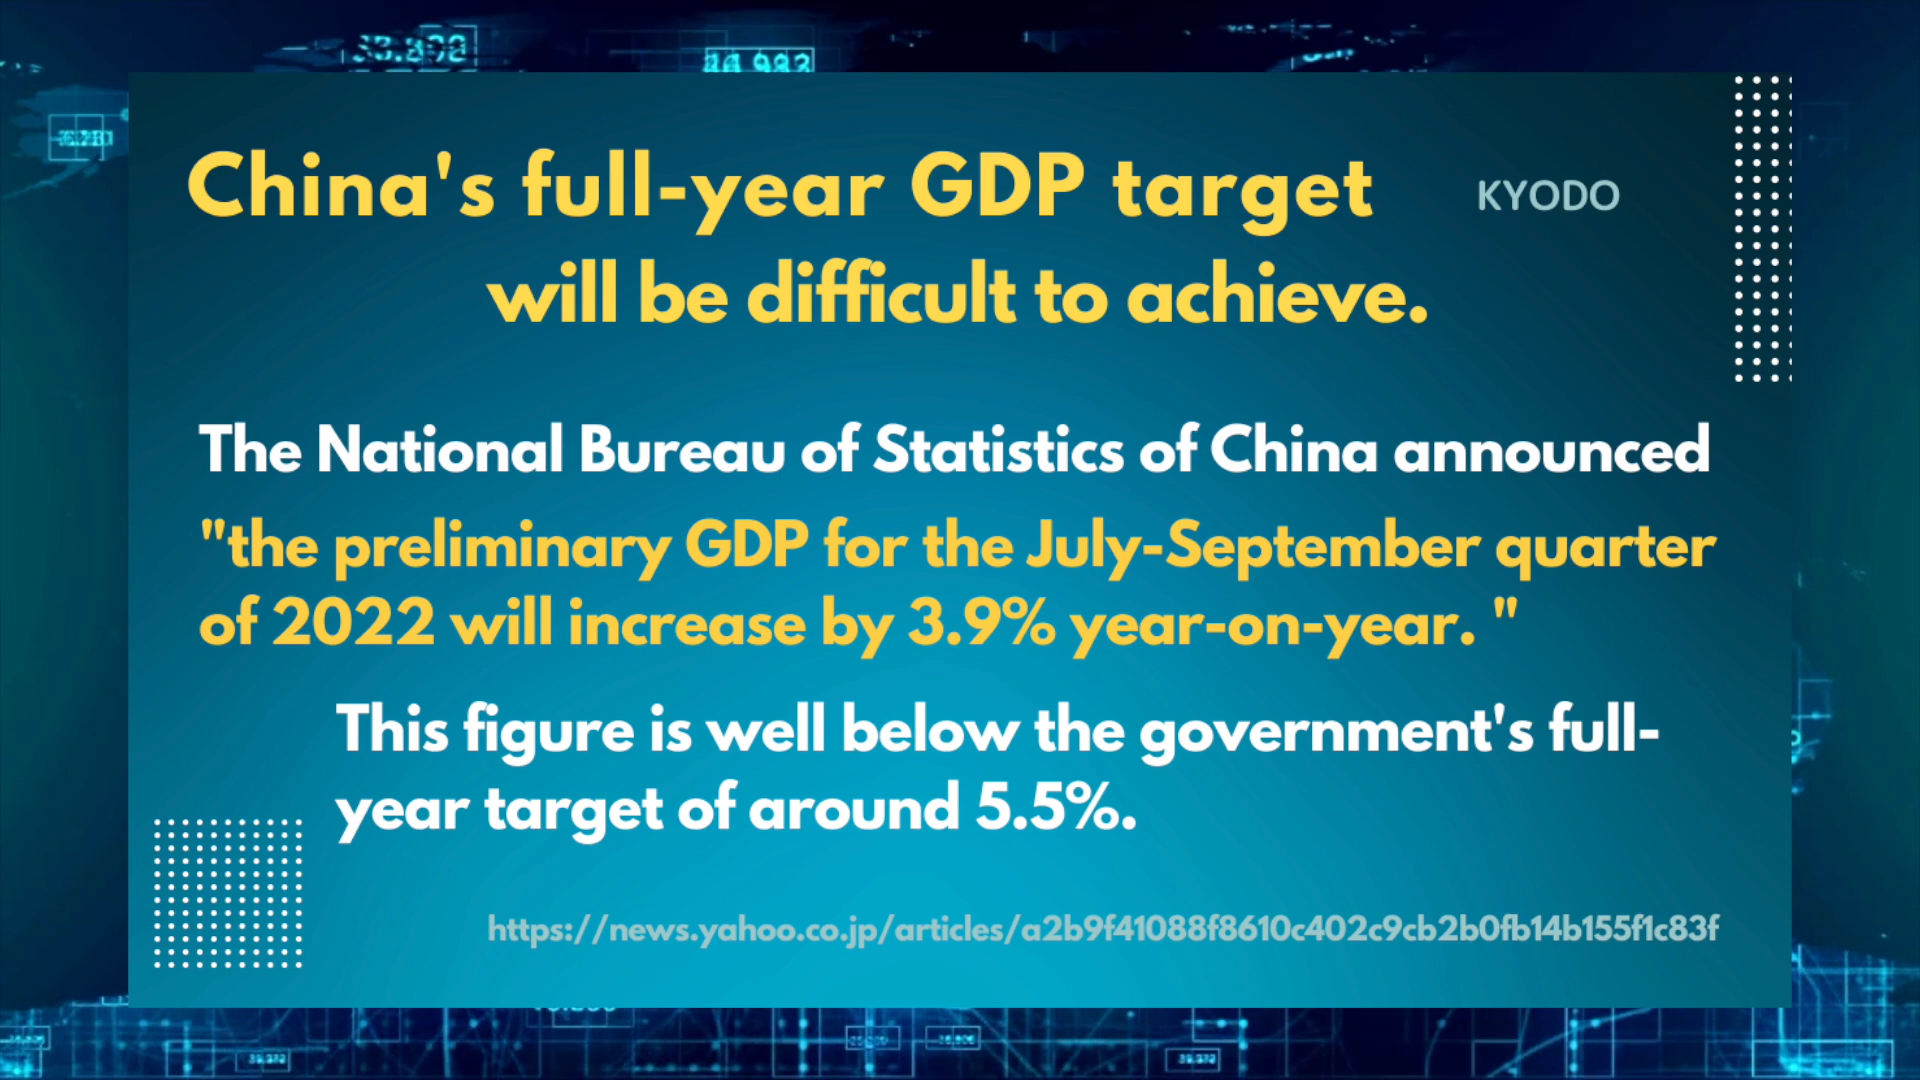 China's full-year GDP target
KYODO
will be difficult to achieve.
The National Bureau of Statistics of China announced
"the preliminary GDP for the July-September quarter
of 2022 will increase by 3.9% year-on-year. "
This figure is well below the government's full-
year target of around 5.5%.
https://news.yahoo.co.jp/articles/a2b9f41088f8610c402c9cb2b0fb14b155f1c83f